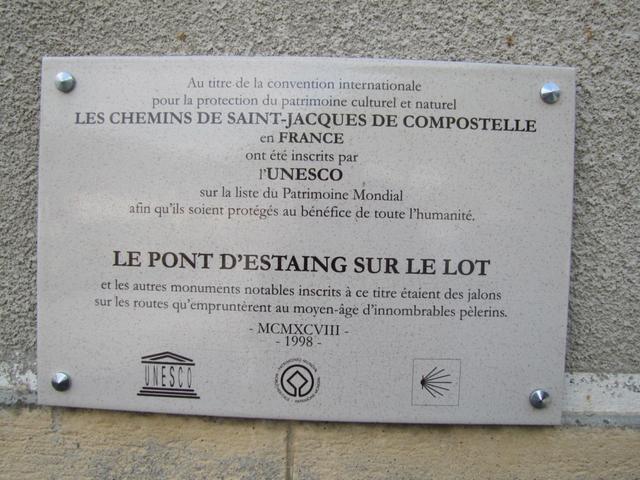 Au titre de la convention internationale
pour la protection du patrimoine culturel et naturel
LES CHEMINS DE SAINT-JACQUES DE COMPOSTELLE
en FRANCE
ont été inscrits par
l'UNESCO
sur la liste du Patrimoine Mondial
afin qu'ils soient protégés au bénéfice de toute l'humanité.
LE PONT D'ESTAING SUR LE LOT
et les autres monuments notables inscrits à ce titre étaient des jalons
sur les routes qu'empruntèrent au moyen-âge d'innombrables pèlerins.
- MCMXCVIII -
- 1998 -
UNESCO